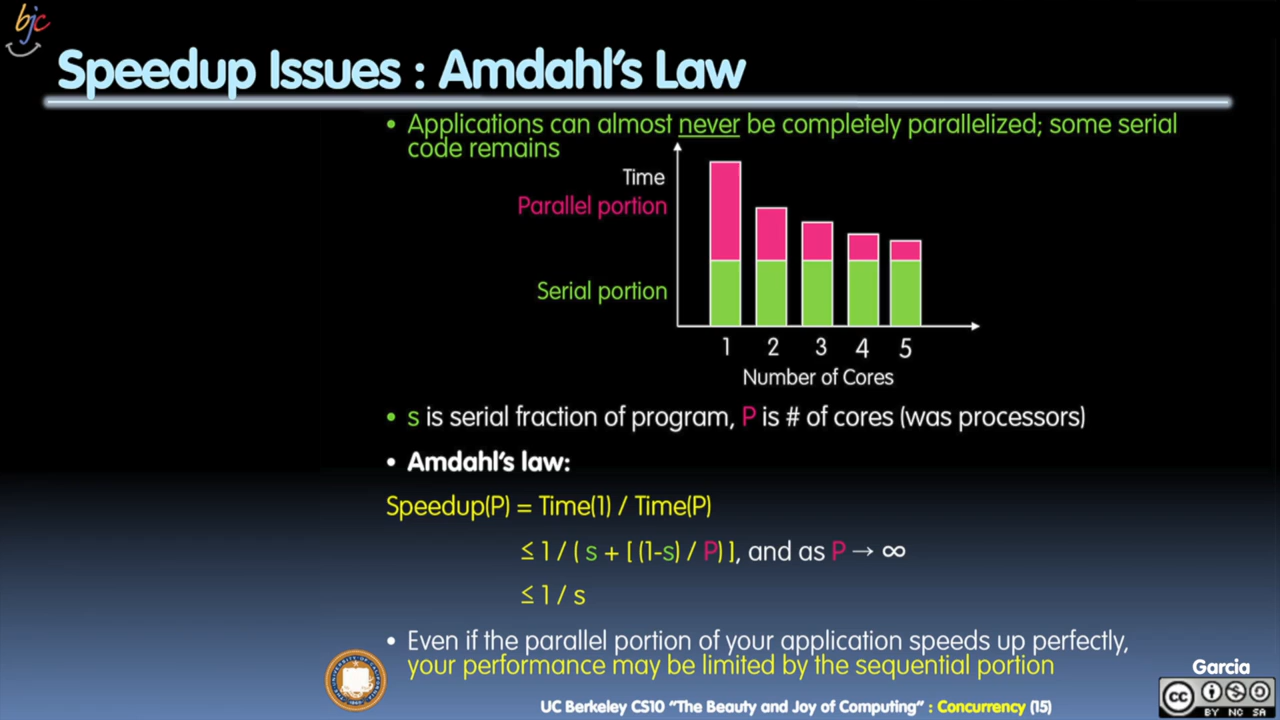 bjc
Speedup Issues : Amdahl's Law
• Applications can almost never be completely parallelized; some serial
code remains
Time
Parallel portion
Serial portion
1 2 3 4 5
Number of Cores
• s is serial fraction of program, P is # of cores (was processors)
• Amdahl's law:
Speedup(P) = Time(1) / Time(P)
≤ 1 / ( s + [ (1-s) / P) ], and as P → ∞
≤ 1 / s
• Even if the parallel portion of your application speeds up perfectly,
your performance may be limited by the sequential portion
Garcia
UC Berkeley CS10 "The Beauty and Joy of Computing" : Concurrency (15)
cc
BY NC SA